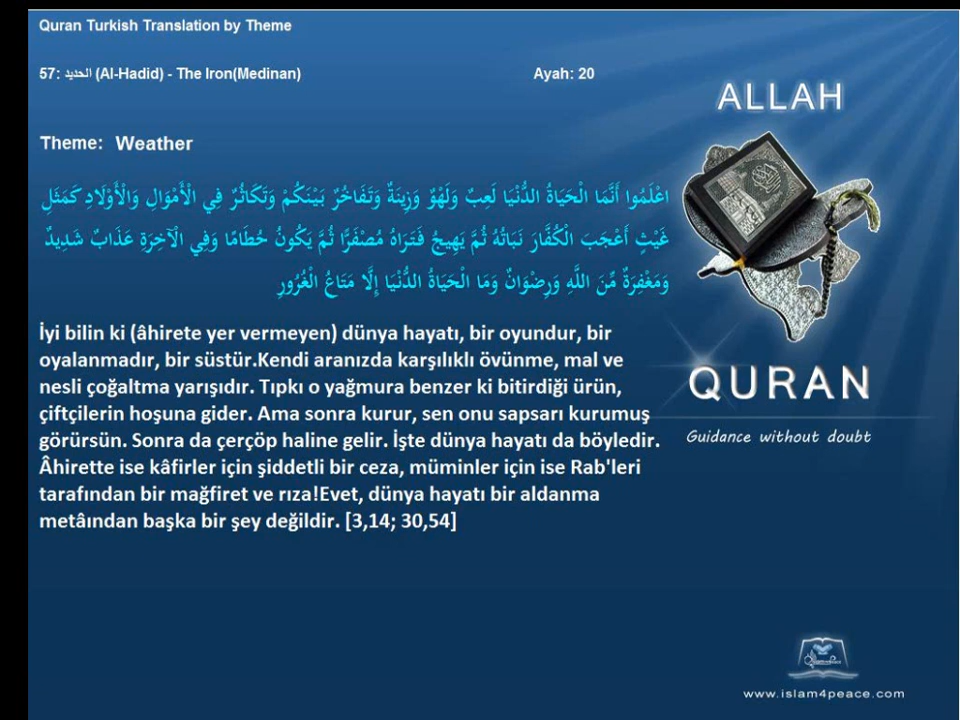 Quran Turkish Translation by Theme
57: الحديد (Al-Hadid) - The Iron(Medinan) Ayah: 20
ALLAH
Theme: Weather
اعْلَمُوا أَنَّمَا الْحَيَاةُ الدُّنْيَا لَعِبٌ وَلَهْوٌ وَزِينَةٌ وَتَفَاخُرٌ بَيْنَكُمْ وَتَكَاثُرٌ فِي الْأَمْوَالِ وَالْأَوْلَادِ كَمَثَلِ
غَيْثٍ أَعْجَبَ الْكُفَّارَ نَبَاتُهُ ثُمَّ يَهِيجُ فَتَرَاهُ مُصْفَرًّا ثُمَّ يَكُونُ حُطَامًا وَفِي الْآخِرَةِ عَذَابٌ شَدِيدٌ
وَمَغْفِرَةٌ مِّنَ اللَّهِ وَرِضْوَانٌ وَمَا الْحَيَاةُ الدُّنْيَا إِلَّا مَتَاعُ الْغُرُورِ
İyi bilin ki (âhirete yer vermeyen) dünya hayatı, bir oyundur, bir
oyalanmadır, bir süstür.Kendi aranızda karşılıklı övünme, mal ve
nesli çoğaltma yarışıdır. Tıpkı o yağmura benzer ki bitirdiği ürün,
çiftçilerin hoşuna gider. Ama sonra kurur, sen onu sapsarı kurumuş
görürsün. Sonra da çerçöp haline gelir. İşte dünya hayatı da böyledir.
Âhirette ise kâfirler için şiddetli bir ceza, müminler için ise Rab'leri
tarafından bir mağfiret ve rıza!Evet, dünya hayatı bir aldanma
metâından başka bir şey değildir. [3,14; 30,54]
QURAN
Guidance without doubt
www.islam4peace.com